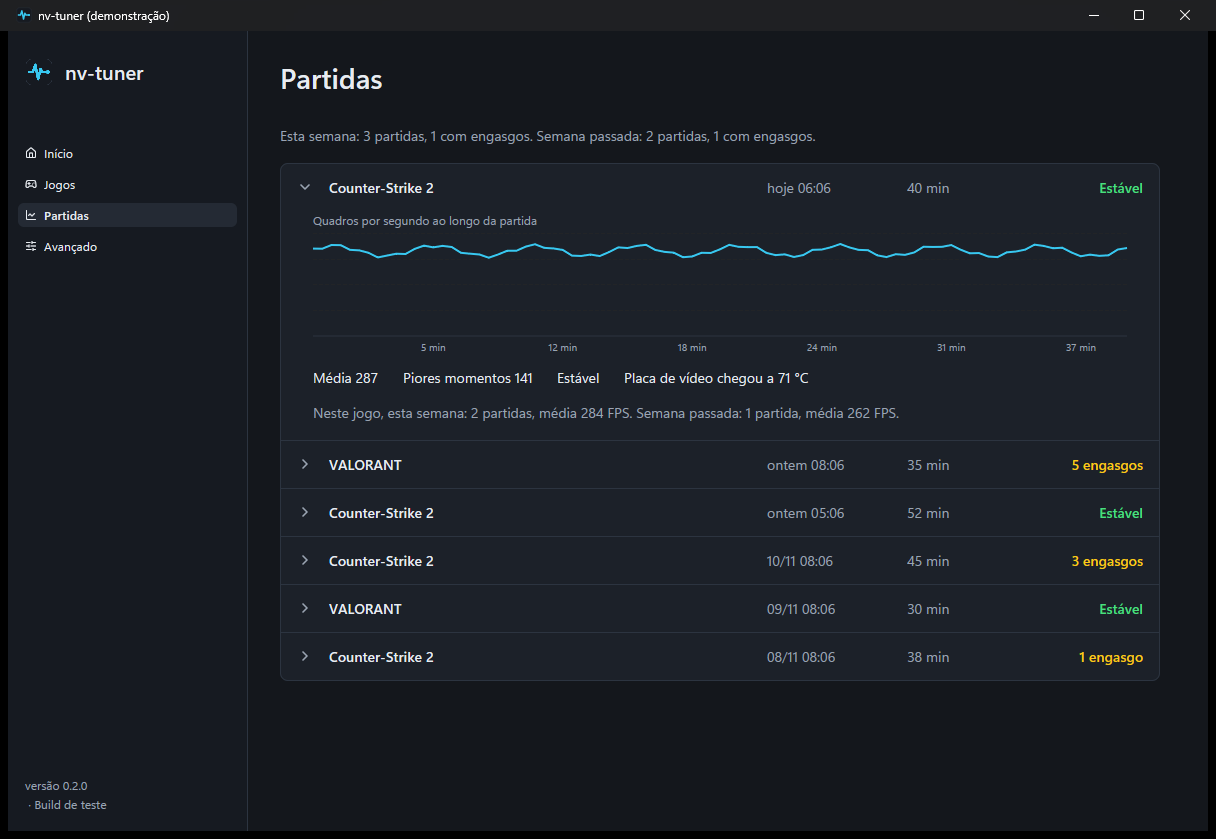 nv-tuner (demonstração)
nv-tuner
Início
Jogos
Partidas
Avançado
versão 0.2.0
· Build de teste
Partidas
Esta semana: 3 partidas, 1 com engasgos. Semana passada: 2 partidas, 1 com engasgos.
Counter-Strike 2 hoje 06:06 40 min Estável
Quadros por segundo ao longo da partida
5 min 12 min 18 min 24 min 31 min 37 min
Média 287 Piores momentos 141 Estável Placa de vídeo chegou a 71 °C
Neste jogo, esta semana: 2 partidas, média 284 FPS. Semana passada: 1 partida, média 262 FPS.
VALORANT ontem 08:06 35 min 5 engasgos
Counter-Strike 2 ontem 05:06 52 min Estável
Counter-Strike 2 10/11 08:06 45 min 3 engasgos
VALORANT 09/11 08:06 30 min Estável
Counter-Strike 2 08/11 08:06 38 min 1 engasgo